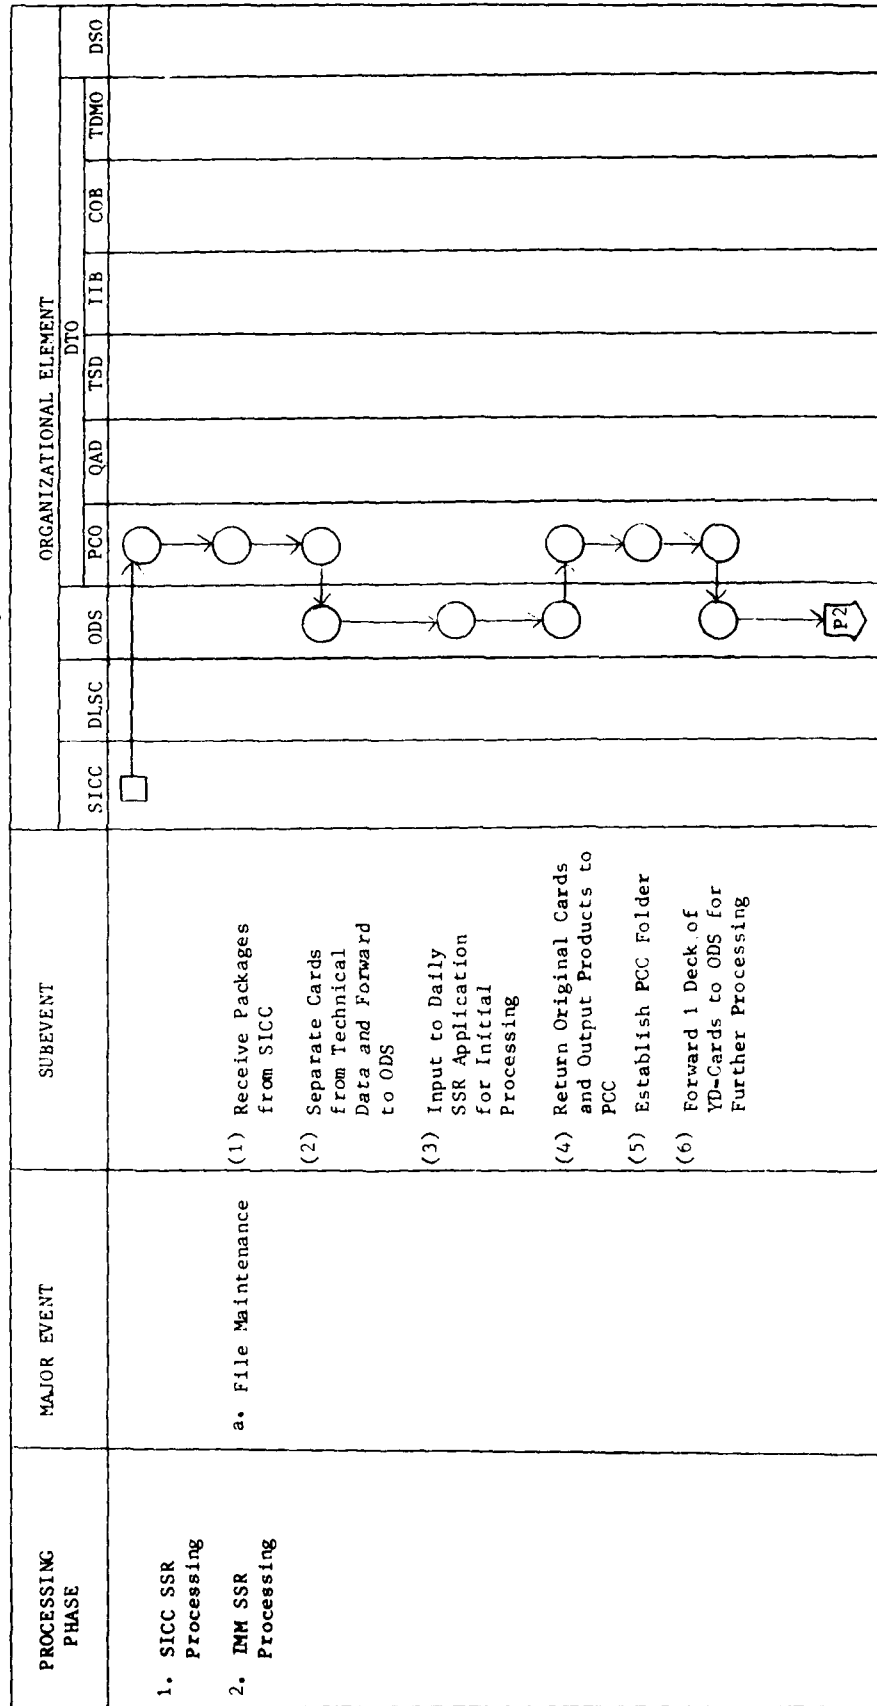 PROCESSING
PHASE
MAJOR EVENT
SUBEVENT
ORGANIZATIONAL ELEMENT
DTO
SICC
DLSC
ODS
PCO
QAD
TSD
IIB
COB
TDMO
DSO
1. SICC SSR
Processing
2. IMM SSR
Processing
a. File Maintenance
(1) Receive Packages
from SICC
(2) Separate Cards
from Technical
Data and Forward
to ODS
(3) Input to Daily
SSR Application
for Initial
Processing
(4) Return Original Cards
and Output Products to
PCC
(5) Establish PCC Folder
(6) Forward 1 Deck of
YD-Cards to ODS for
Further Processing
P2